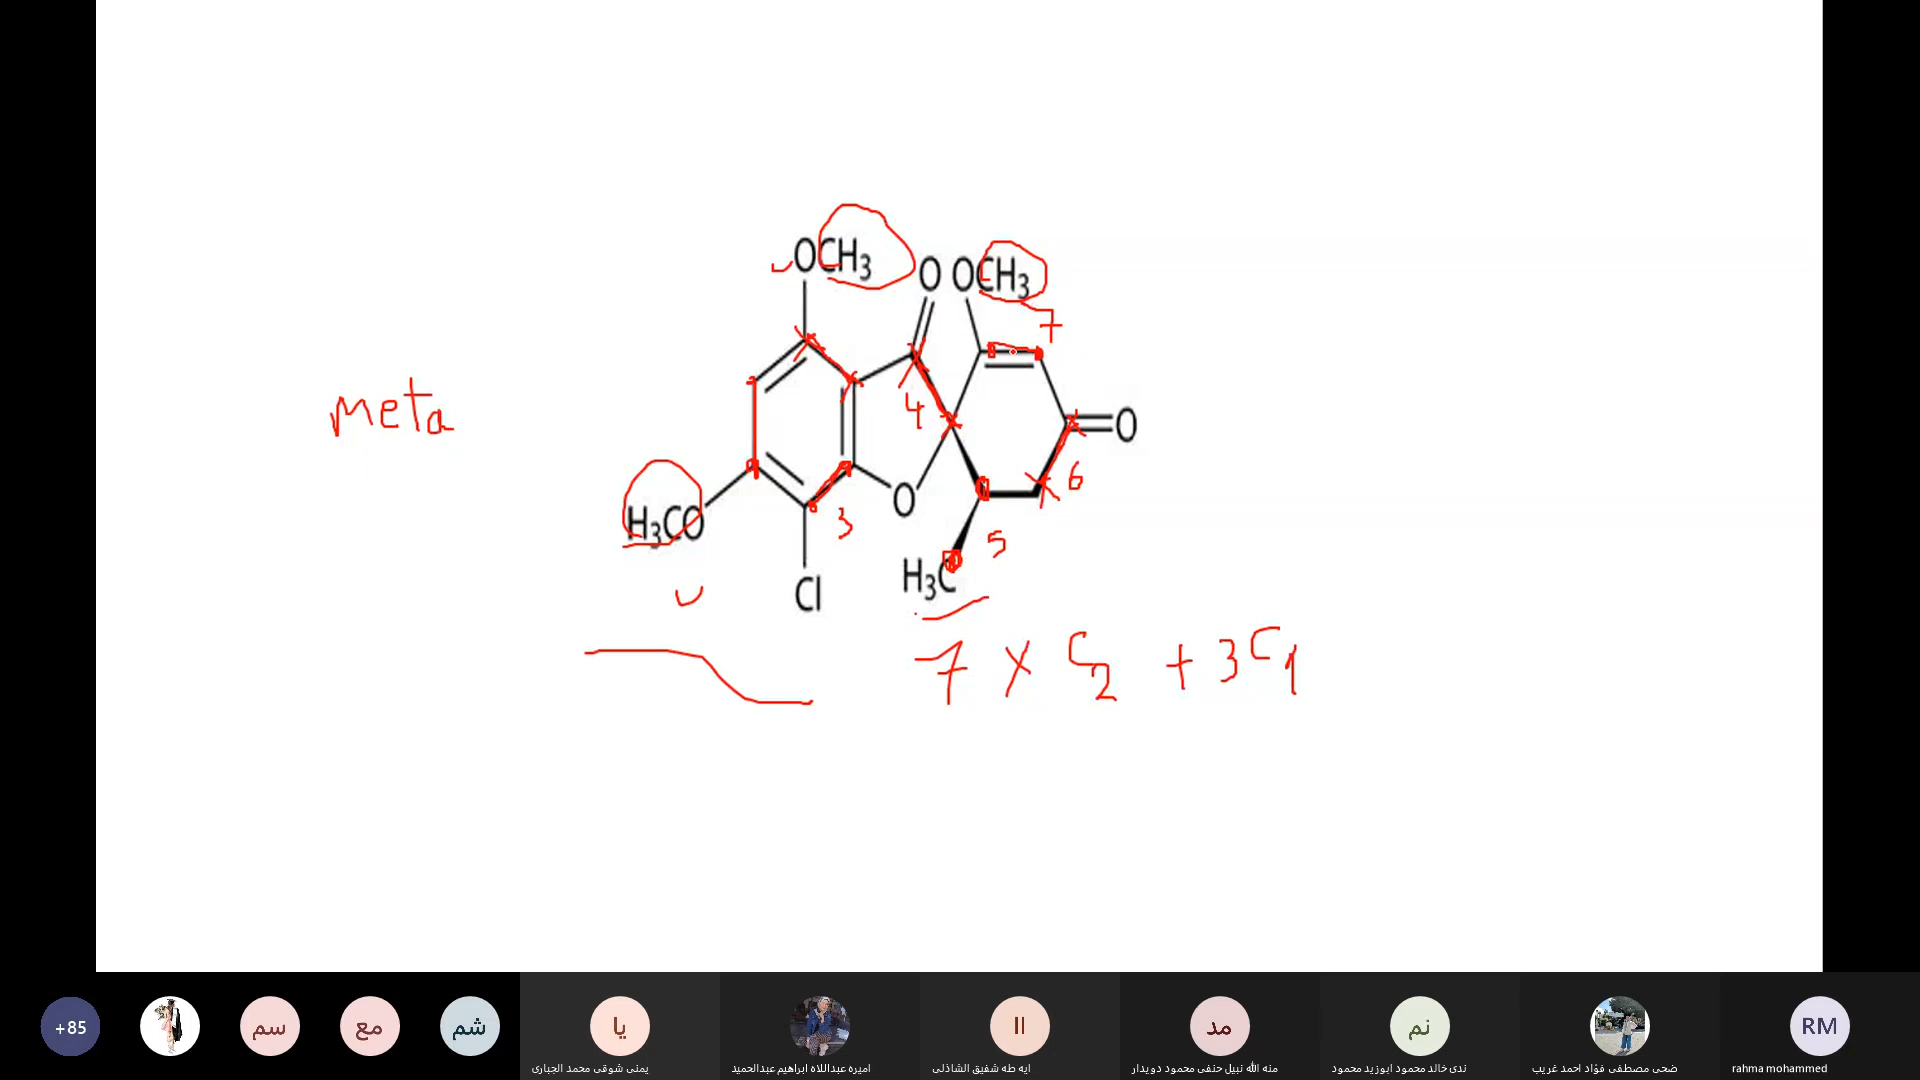 OCH3
O OCH3
7
meta
4
O
6
H3CO
3
O
5
Cl
H3C
7 × C2 + 3C1
+85
سم
مع
شم
يا
اا
مد
نم
RM
يمنى شوقى محمد الجبارى
اميره عبداللاه ابراهيم عبدالحميد
ايه طه شفيق الشاذلى
منه الله نبيل حنفى محمود دويدار
ندى خالد محمود ابوزيد محمود
ضحى مصطفى فؤاد احمد غريب
rahma mohammed